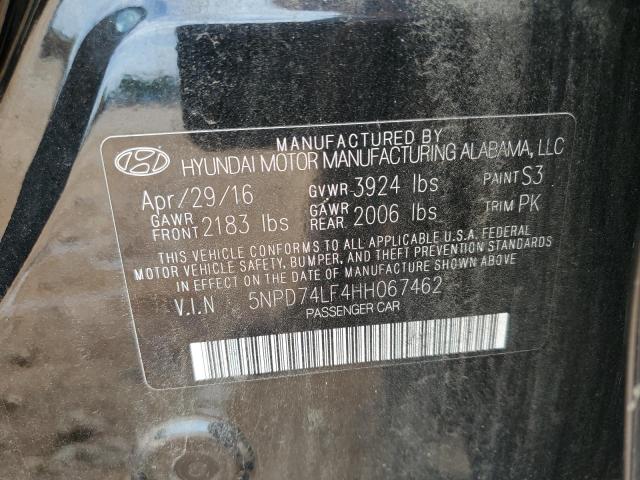 MANUFACTURED BY
HYUNDAI MOTOR MANUFACTURING ALABAMA, LLC
Apr/29/16 GVWR 3924 lbs PAINT S3
GAWR FRONT 2183 lbs GAWR REAR 2006 lbs TRIM PK
THIS VEHICLE CONFORMS TO ALL APPLICABLE U.S.A. FEDERAL
MOTOR VEHICLE SAFETY, BUMPER, AND THEFT PREVENTION STANDARDS
IN EFFECT ON THE DATE OF MANUFACTURE SHOWN ABOVE
V.I.N 5NPD74LF4HH067462
PASSENGER CAR